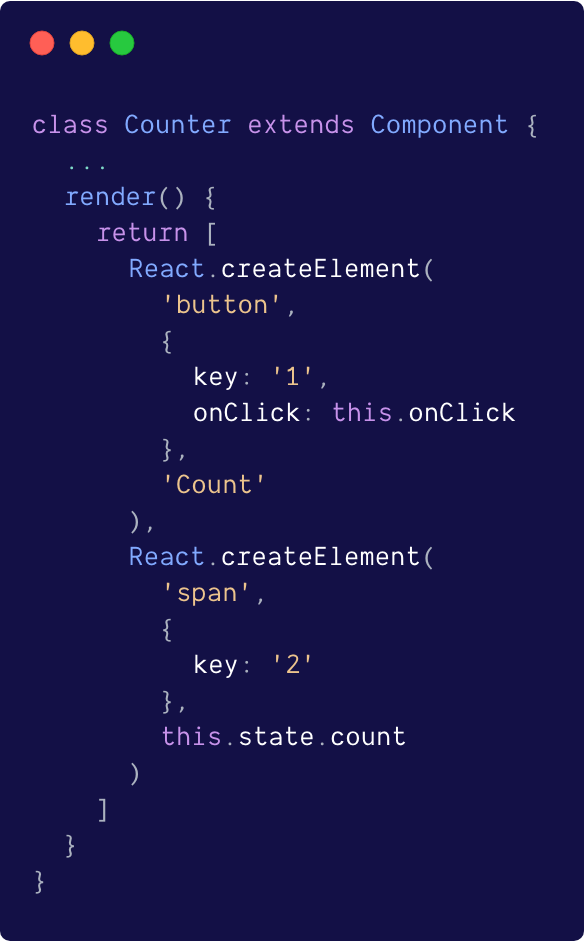 class Counter extends Component {
  ...
  render() {
    return [
      React.createElement(
        'button',
        {
          key: '1',
          onClick: this.onClick
        },
        'Count'
      ),
      React.createElement(
        'span',
        {
          key: '2'
        },
        this.state.count
      )
    ]
  }
}